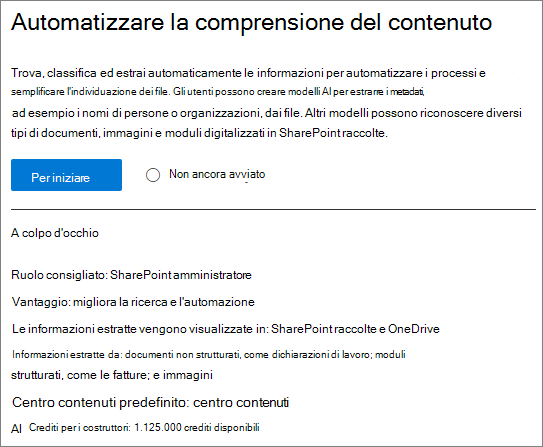 Automatizzare la comprensione del contenuto
Trova, classifica ed estrai automaticamente le informazioni per automatizzare i processi e
semplificare l'individuazione dei file. Gli utenti possono creare modelli AI per estrarre i metadati,
ad esempio i nomi di persone o organizzazioni, dai file. Altri modelli possono riconoscere diversi
tipi di documenti, immagini e moduli digitalizzati in SharePoint raccolte.
Per iniziare
Non ancora avviato
A colpo d'occhio
Ruolo consigliato: SharePoint amministratore
Vantaggio: migliora la ricerca e l'automazione
Le informazioni estratte vengono visualizzate in: SharePoint raccolte e OneDrive
Informazioni estratte da: documenti non strutturati, come dichiarazioni di lavoro; moduli
strutturati, come le fatture; e immagini
Centro contenuti predefinito: centro contenuti
AI Crediti per i costruttori: 1.125.000 crediti disponibili